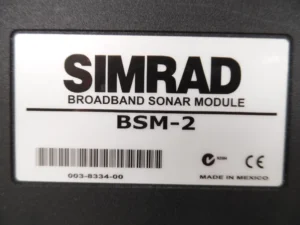 SIMRAD
BROADBAND SONAR MODULE
BSM-2
003-8334-00
CE
MADE IN MEXICO